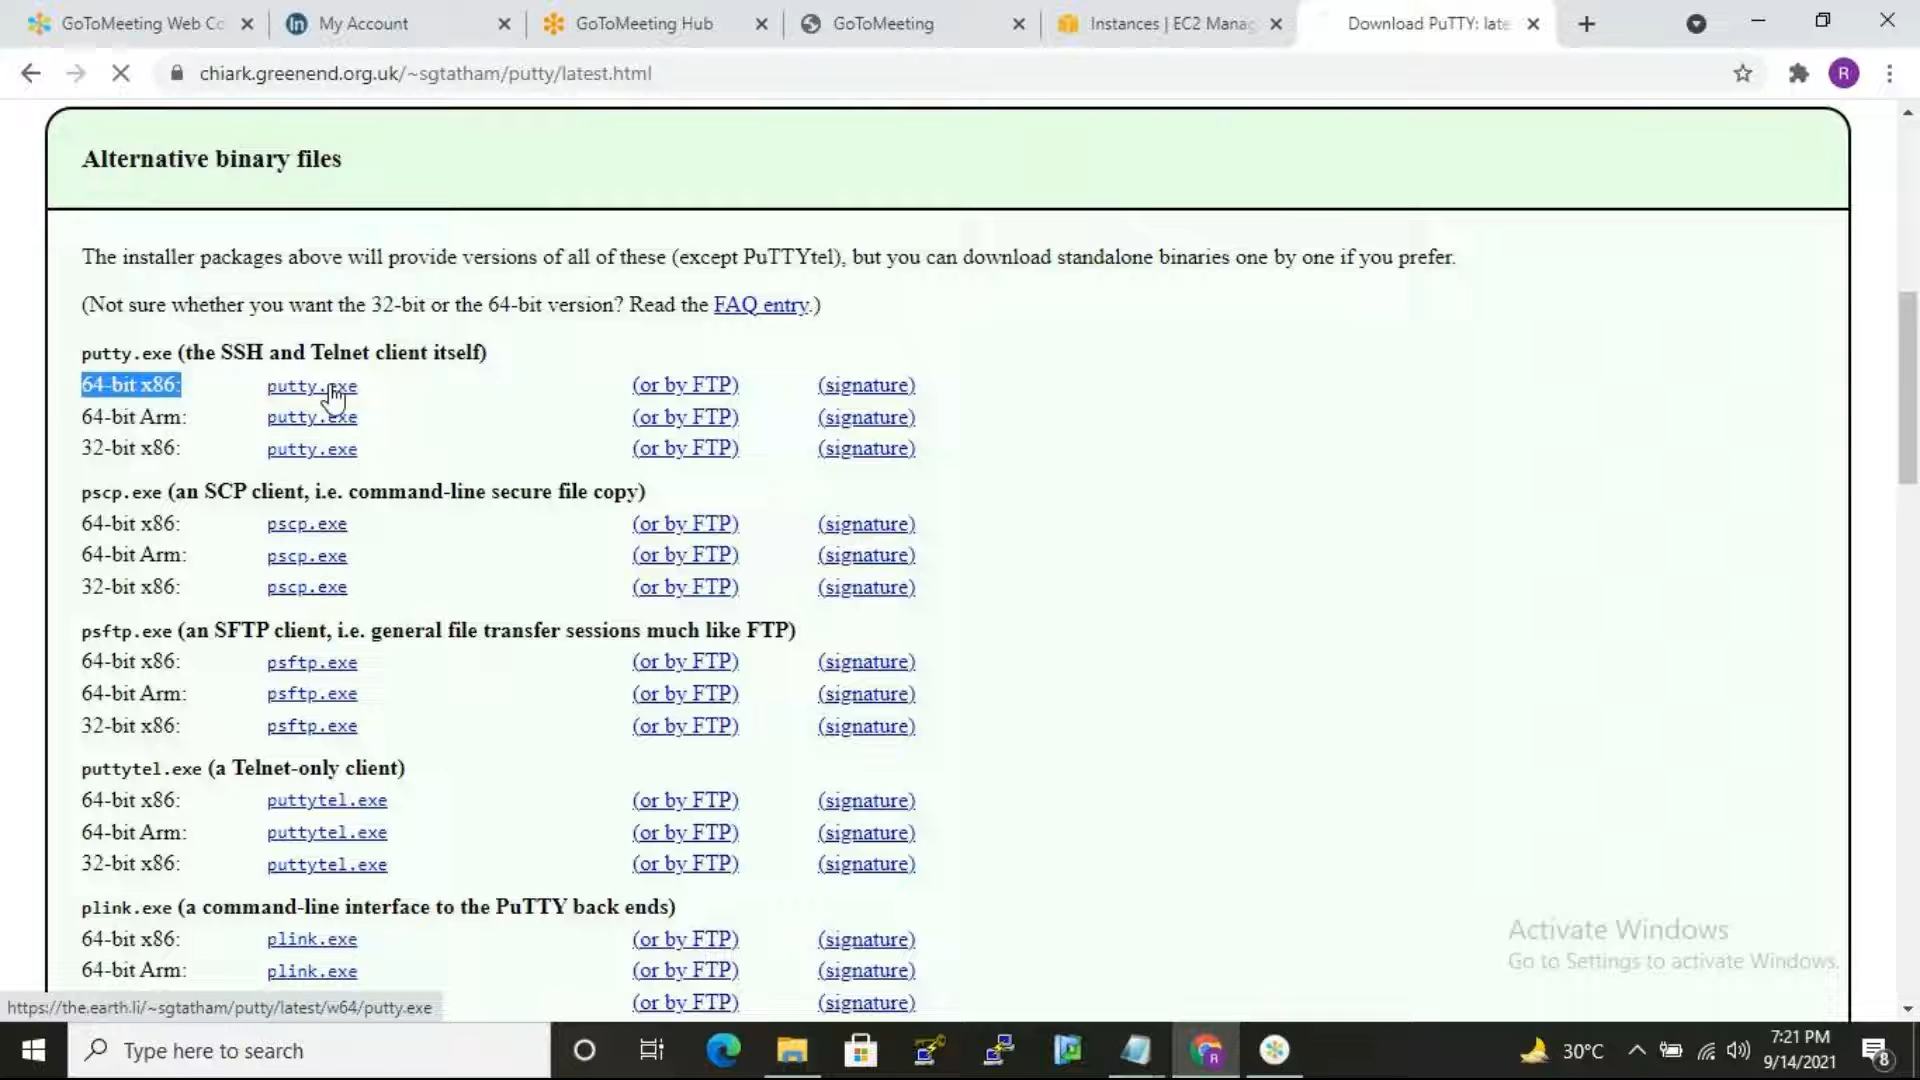 GoToMeeting Web Co
My Account
GoToMeeting Hub
GoToMeeting
Instances | EC2 Manag
Download PuTTY: late
chiark.greenend.org.uk/~sgtatham/putty/latest.html
R
Alternative binary files
The installer packages above will provide versions of all of these (except PuTTYtel), but you can download standalone binaries one by one if you prefer.
(Not sure whether you want the 32-bit or the 64-bit version? Read the FAQ entry.)
putty.exe (the SSH and Telnet client itself)
64-bit x86: putty.exe (or by FTP) (signature)
64-bit Arm: putty.exe (or by FTP) (signature)
32-bit x86: putty.exe (or by FTP) (signature)
pscp.exe (an SCP client, i.e. command-line secure file copy)
64-bit x86: pscp.exe (or by FTP) (signature)
64-bit Arm: pscp.exe (or by FTP) (signature)
32-bit x86: pscp.exe (or by FTP) (signature)
psftp.exe (an SFTP client, i.e. general file transfer sessions much like FTP)
64-bit x86: psftp.exe (or by FTP) (signature)
64-bit Arm: psftp.exe (or by FTP) (signature)
32-bit x86: psftp.exe (or by FTP) (signature)
puttytel.exe (a Telnet-only client)
64-bit x86: puttytel.exe (or by FTP) (signature)
64-bit Arm: puttytel.exe (or by FTP) (signature)
32-bit x86: puttytel.exe (or by FTP) (signature)
plink.exe (a command-line interface to the PuTTY back ends)
64-bit x86: plink.exe (or by FTP) (signature)
64-bit Arm: plink.exe (or by FTP) (signature)
(or by FTP) (signature)
Activate Windows
Go to Settings to activate Windows.
https://the.earth.li/~sgtatham/putty/latest/w64/putty.exe
Type here to search
R
30°C
7:21 PM
9/14/2021
8